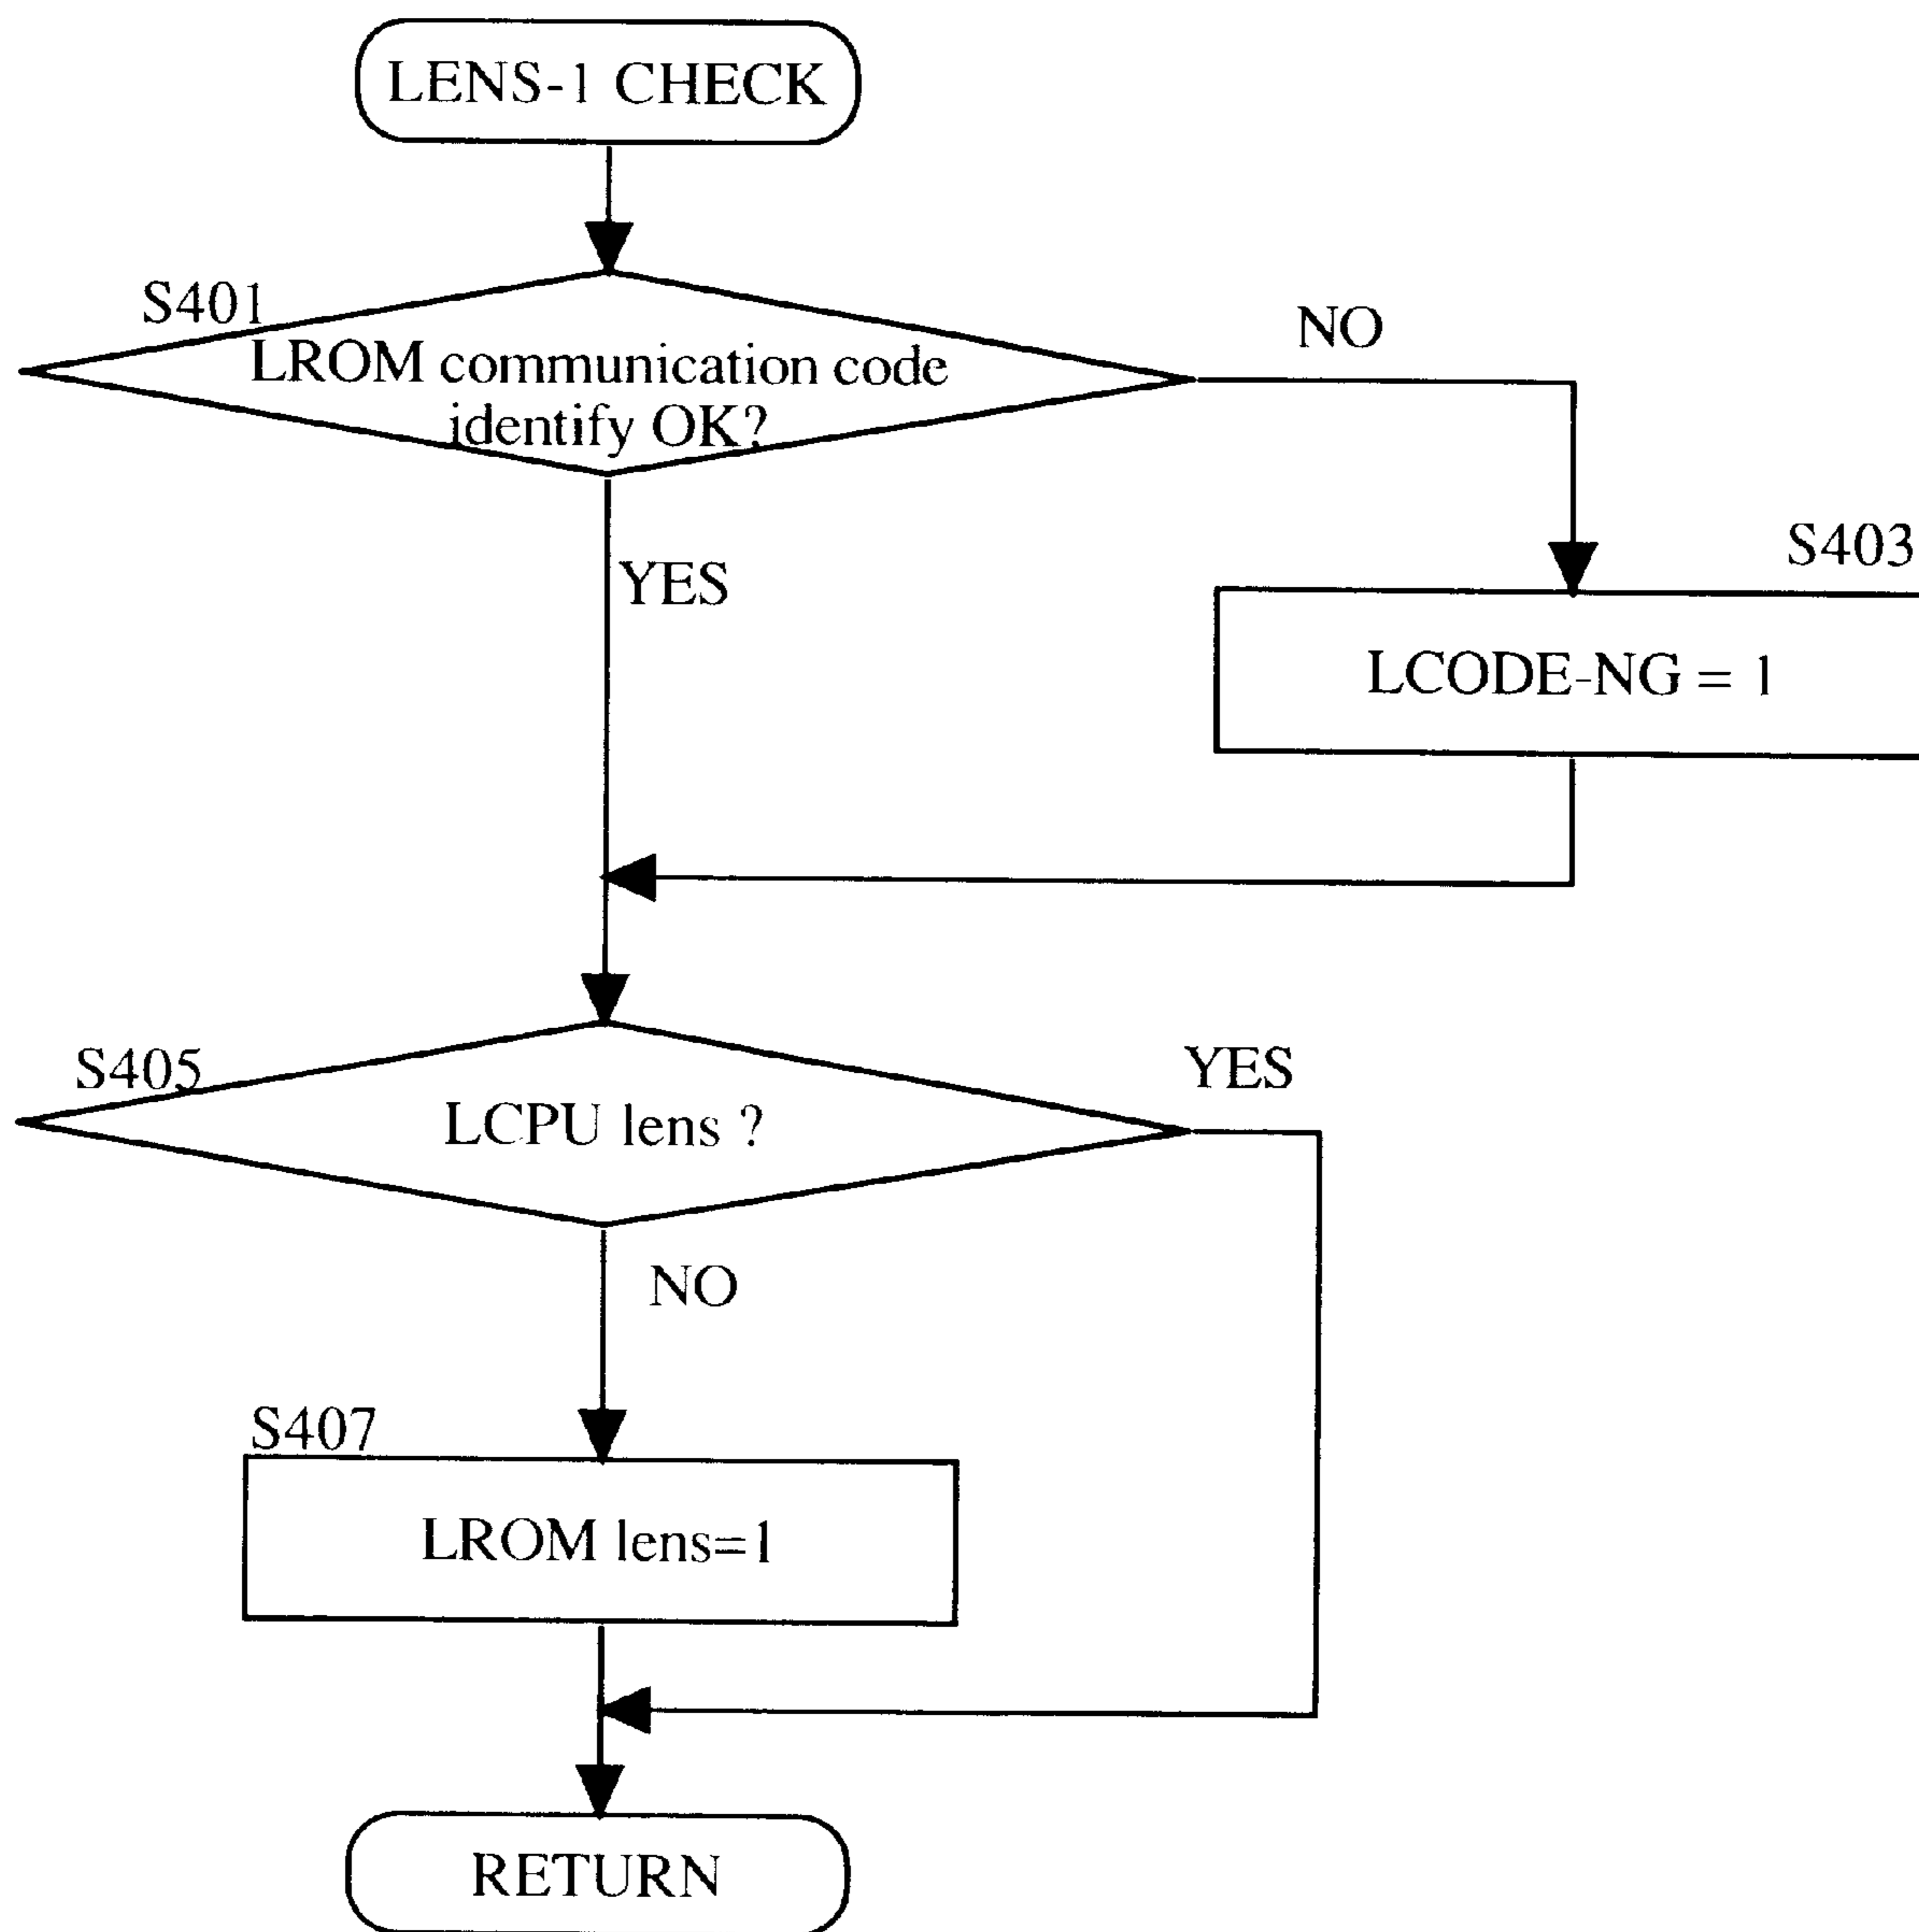 LENS-1 CHECK
S401
LROM communication code
identify OK?
NO
YES
S403
LCODE-NG = 1
S405
LCPU lens ?
YES
NO
S407
LROM lens=1
RETURN